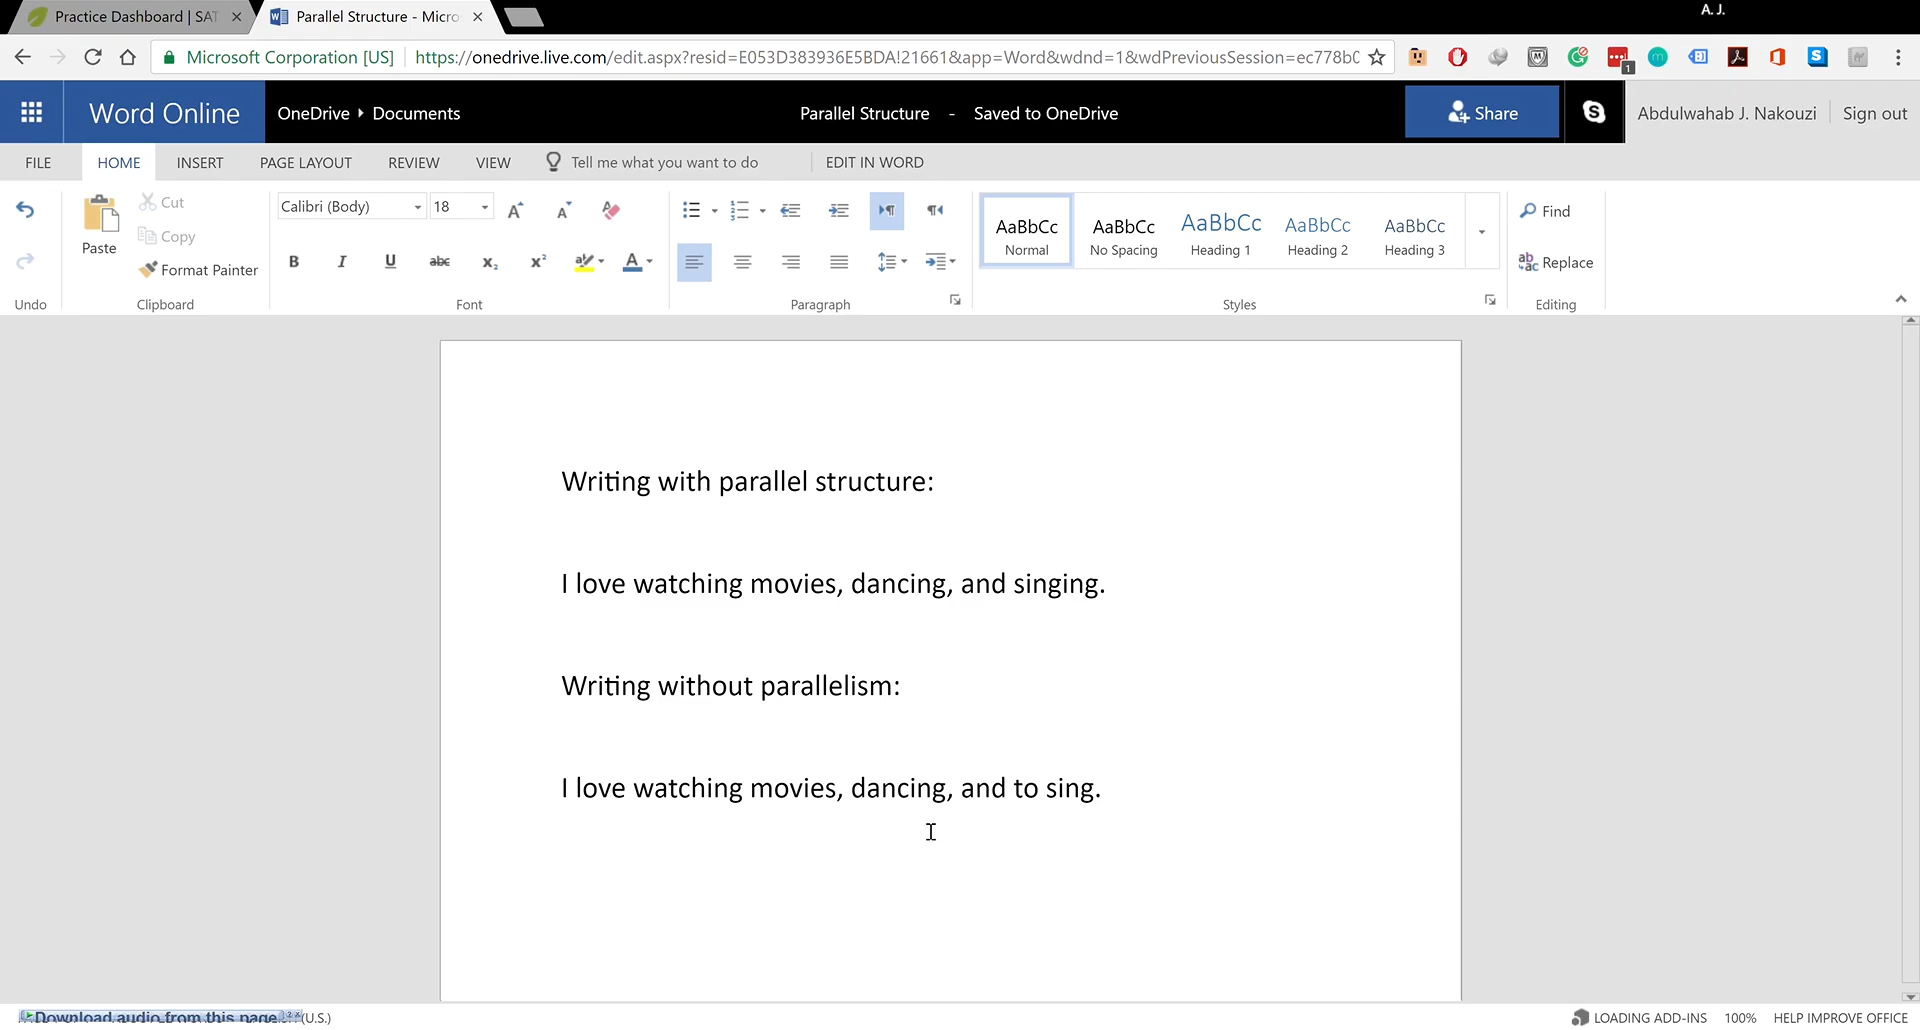 A. J.
Practice Dashboard | SAT
Parallel Structure - Micro
Microsoft Corporation [US] https://onedrive.live.com/edit.aspx?resid=E053D383936E5BDA!21661&app=Word&wdnd=1&wdPreviousSession=ec778b0
Word Online OneDrive Documents Parallel Structure - Saved to OneDrive Share Abdulwahab J. Nakouzi Sign out
FILE HOME INSERT PAGE LAYOUT REVIEW VIEW Tell me what you want to do EDIT IN WORD
Cut
Copy
Paste
Format Painter
Calibri (Body) 18
B I U abc x₂ x²
AaBbCc AaBbCc AaBbCc AaBbCc AaBbCc
Normal No Spacing Heading 1 Heading 2 Heading 3
Find
Replace
Undo Clipboard Font Paragraph Styles Editing
Writing with parallel structure:
I love watching movies, dancing, and singing.
Writing without parallelism:
I love watching movies, dancing, and to sing.
Download audio from this page (U.S.)
LOADING ADD-INS 100% HELP IMPROVE OFFICE